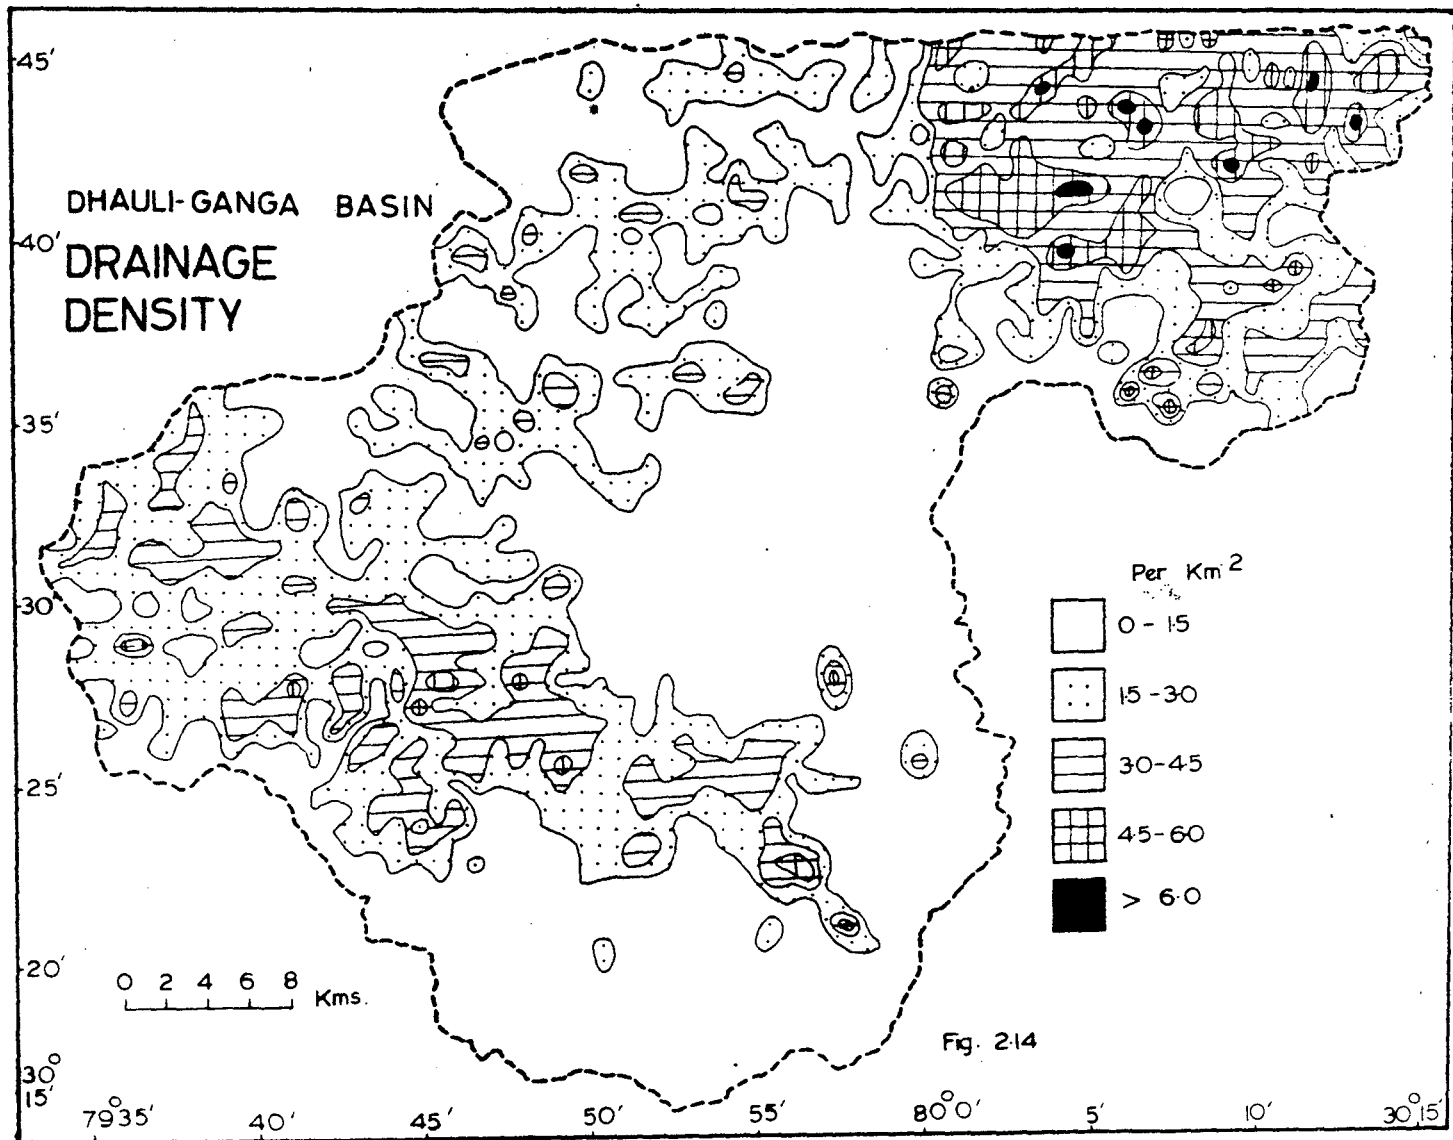 45′
DHAULI-GANGA BASIN
40′
DRAINAGE
DENSITY
35′
Per Km 2
30′
0 - 1·5
1·5 - 3·0
3·0-4·5
25′
4·5-6·0
> 6·0
20′
0 2 4 6 8 Kms.
Fig. 2·14
30°
15′
79°35′ 40′ 45′ 50′ 55′ 80°0′ 5′ 10′ 30°15′